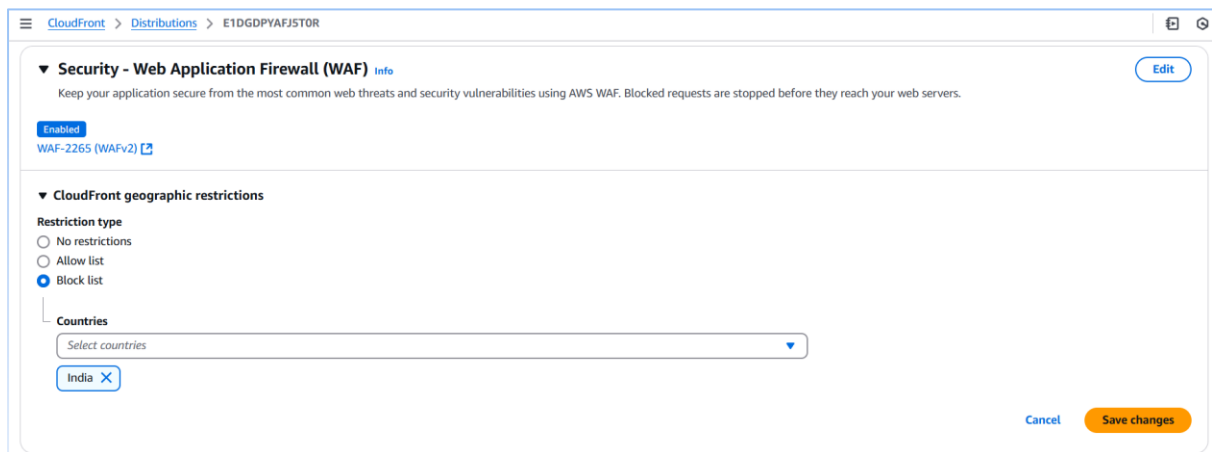 CloudFront > Distributions > E1DGDPYAFJ5T0R
Security - Web Application Firewall (WAF) Info
Edit
Keep your application secure from the most common web threats and security vulnerabilities using AWS WAF. Blocked requests are stopped before they reach your web servers.
Enabled
WAF-2265 (WAFv2)
CloudFront geographic restrictions
Restriction type
No restrictions
Allow list
Block list
Countries
Select countries
India
Cancel Save changes